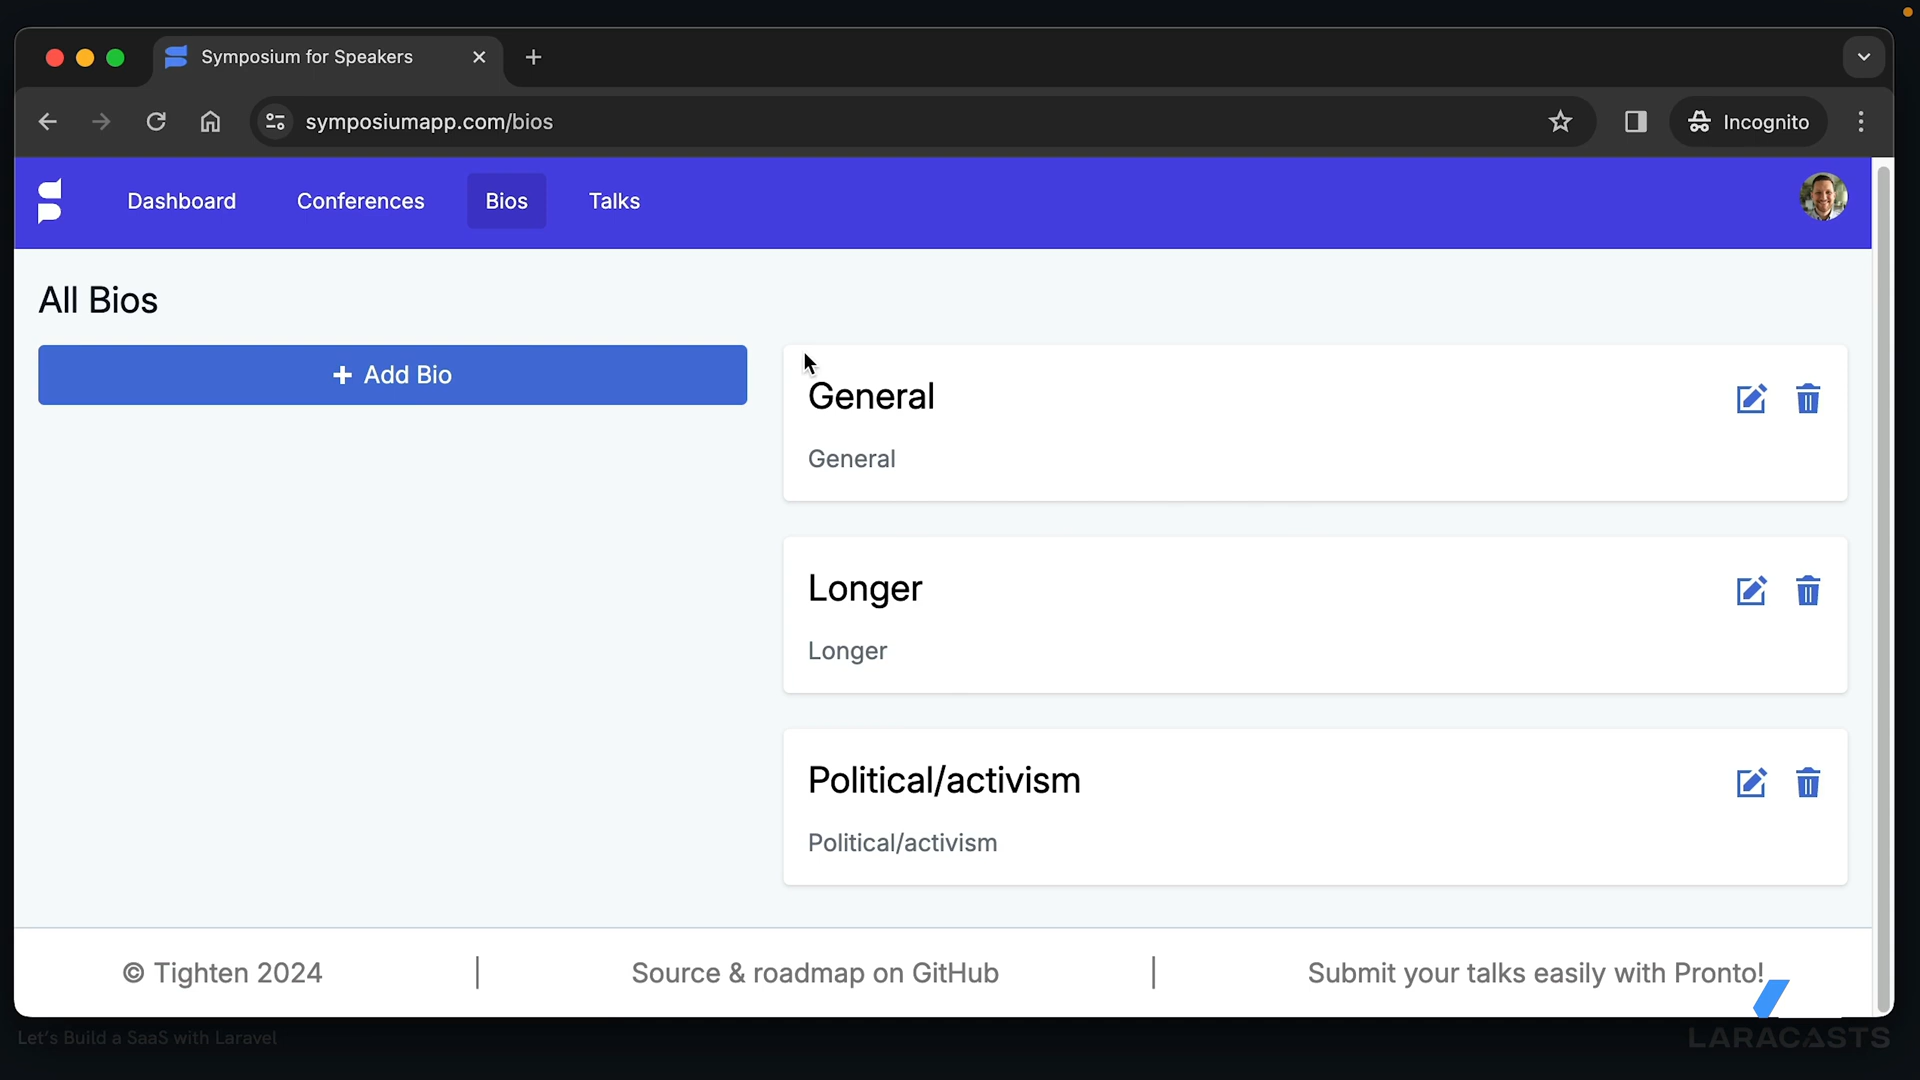 Symposium for Speakers
symposiumapp.com/bios
Incognito
Dashboard
Conferences
Bios
Talks
All Bios
+ Add Bio
General
General
Longer
Longer
Political/activism
Political/activism
© Tighten 2024 | Source & roadmap on GitHub | Submit your talks easily with Pronto!
Let's Build a SaaS with Laravel
LARACASTS